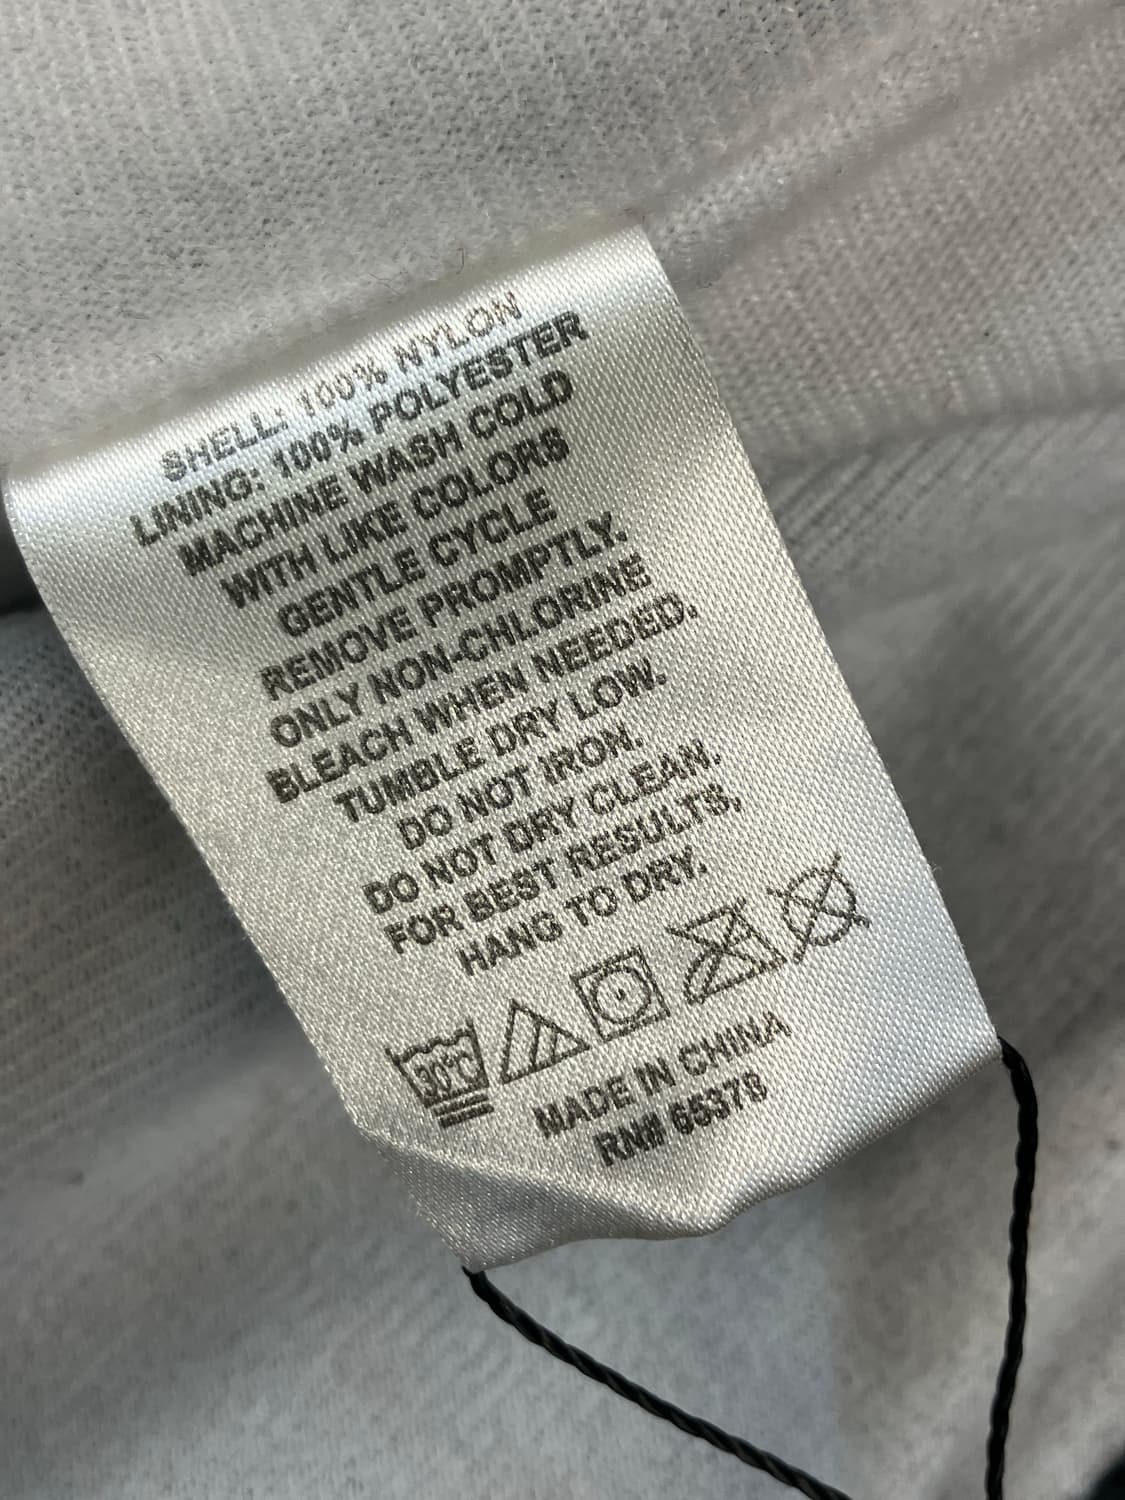 SHELL: 100% NYLON
LINING: 100% POLYESTER
MACHINE WASH COLD
WITH LIKE COLORS
GENTLE CYCLE
REMOVE PROMPTLY.
ONLY NON-CHLORINE
BLEACH WHEN NEEDED.
TUMBLE DRY LOW.
DO NOT IRON.
DO NOT DRY CLEAN.
FOR BEST RESULTS,
HANG TO DRY.
30°C
MADE IN CHINA
RN# 65378